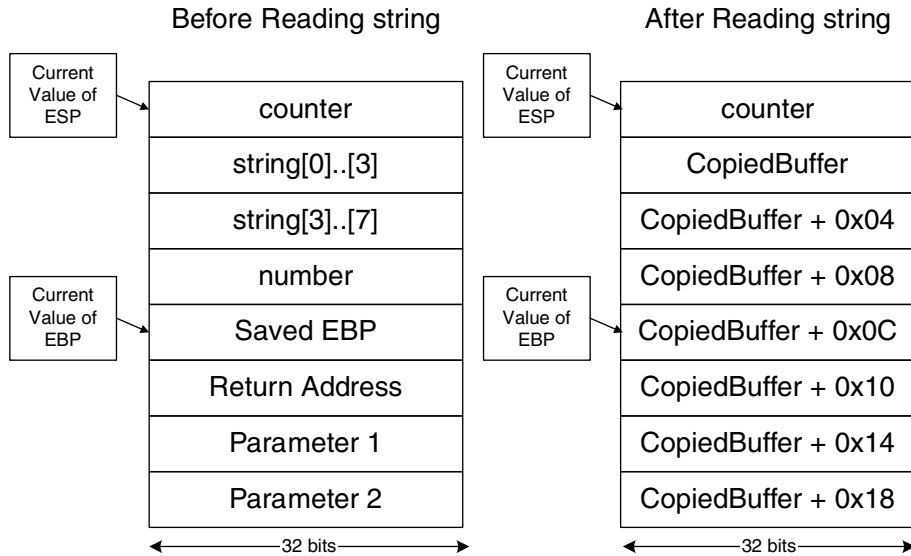 Before Reading string
Current
Value of
ESP
counter
string[0]..[3]
string[3]..[7]
number
Current
Value of
EBP
Saved EBP
Return Address
Parameter 1
Parameter 2
32 bits
After Reading string
Current
Value of
ESP
counter
CopiedBuffer
CopiedBuffer + 0x04
CopiedBuffer + 0x08
Current
Value of
EBP
CopiedBuffer + 0x0C
CopiedBuffer + 0x10
CopiedBuffer + 0x14
CopiedBuffer + 0x18
32 bits